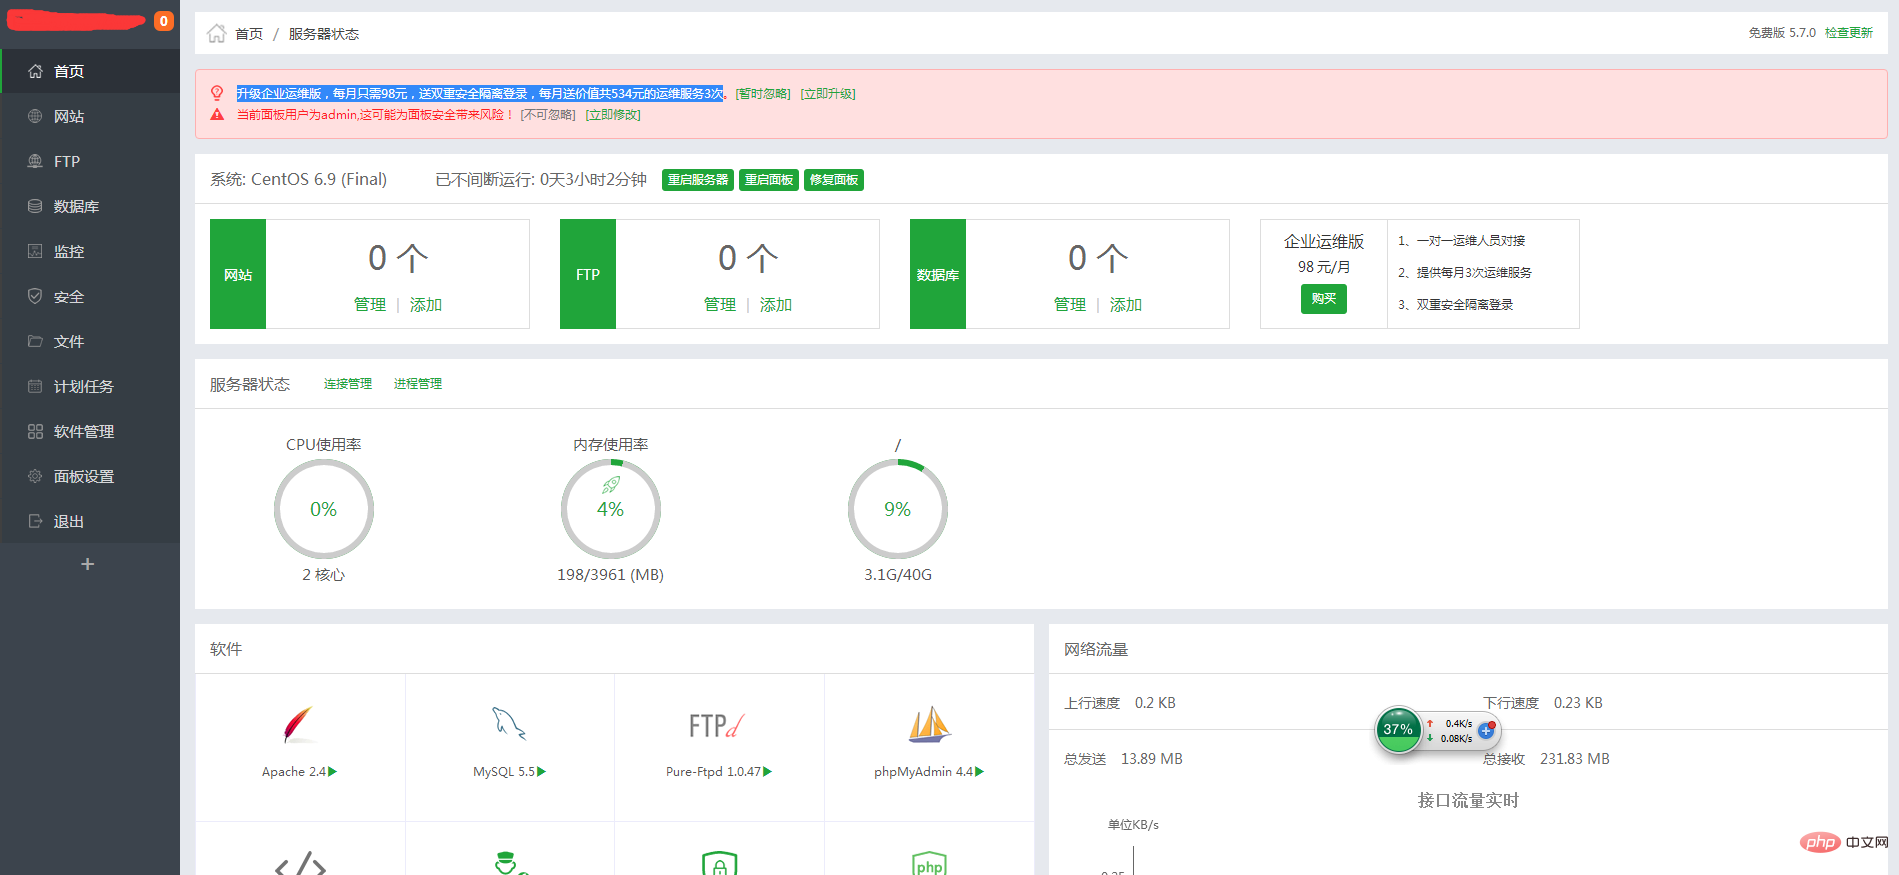 0
首页
网站
FTP
数据库
监控
安全
文件
计划任务
软件管理
面板设置
退出
+
首页 / 服务器状态
免费版 5.7.0 检查更新
升级企业运维版，每月只需98元，送双重安全隔离登录，每月送价值共534元的运维服务3次。[暂时忽略] [立即升级]
当前面板用户为admin,这可能为面板安全带来风险！ [不可忽略] [立即修改]
系统: CentOS 6.9 (Final) 已不间断运行: 0天3小时2分钟 重启服务器 重启面板 修复面板
网站
0 个
管理 | 添加
FTP
0 个
管理 | 添加
数据库
0 个
管理 | 添加
企业运维版
98 元/月
购买
1、一对一运维人员对接
2、提供每月3次运维服务
3、双重安全隔离登录
服务器状态 连接管理 进程管理
CPU使用率
0%
2 核心
内存使用率
4%
198/3961 (MB)
/
9%
3.1G/40G
软件
FTPd
Apache 2.4
MySQL 5.5
Pure-Ftpd 1.0.47
phpMyAdmin 4.4
php
网络流量
上行速度 0.2 KB
下行速度 0.23 KB
37%
0.4K/s
0.08K/s
总发送 13.89 MB
总接收 231.83 MB
接口流量实时
单位KB/s
0.25
php 中文网